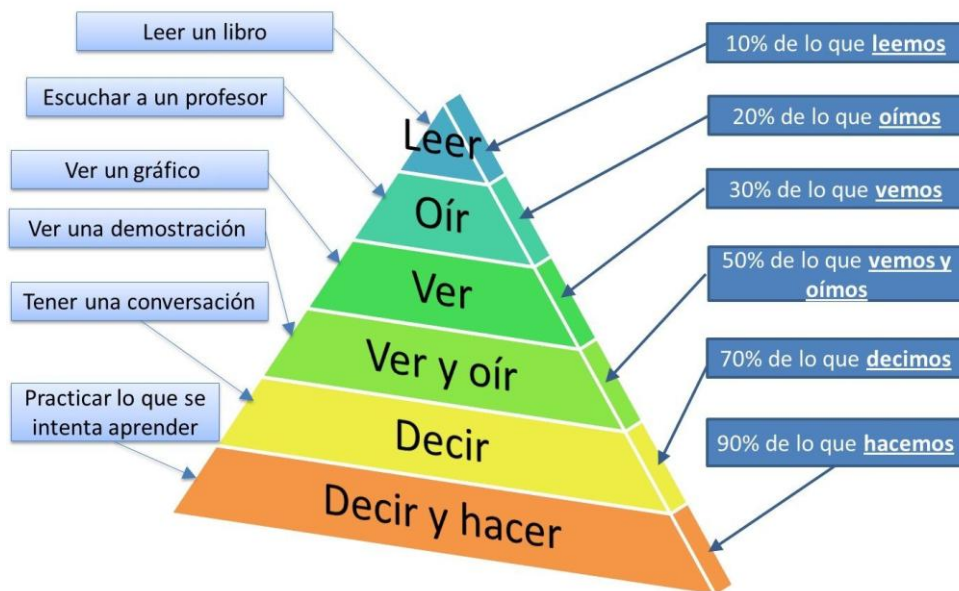 Leer un libro
Escuchar a un profesor
Ver un gráfico
Ver una demostración
Tener una conversación
Practicar lo que se
intenta aprender
Leer
Oír
Ver
Ver y oír
Decir
Decir y hacer
10% de lo que leemos
20% de lo que oímos
30% de lo que vemos
50% de lo que vemos y
oímos
70% de lo que decimos
90% de lo que hacemos